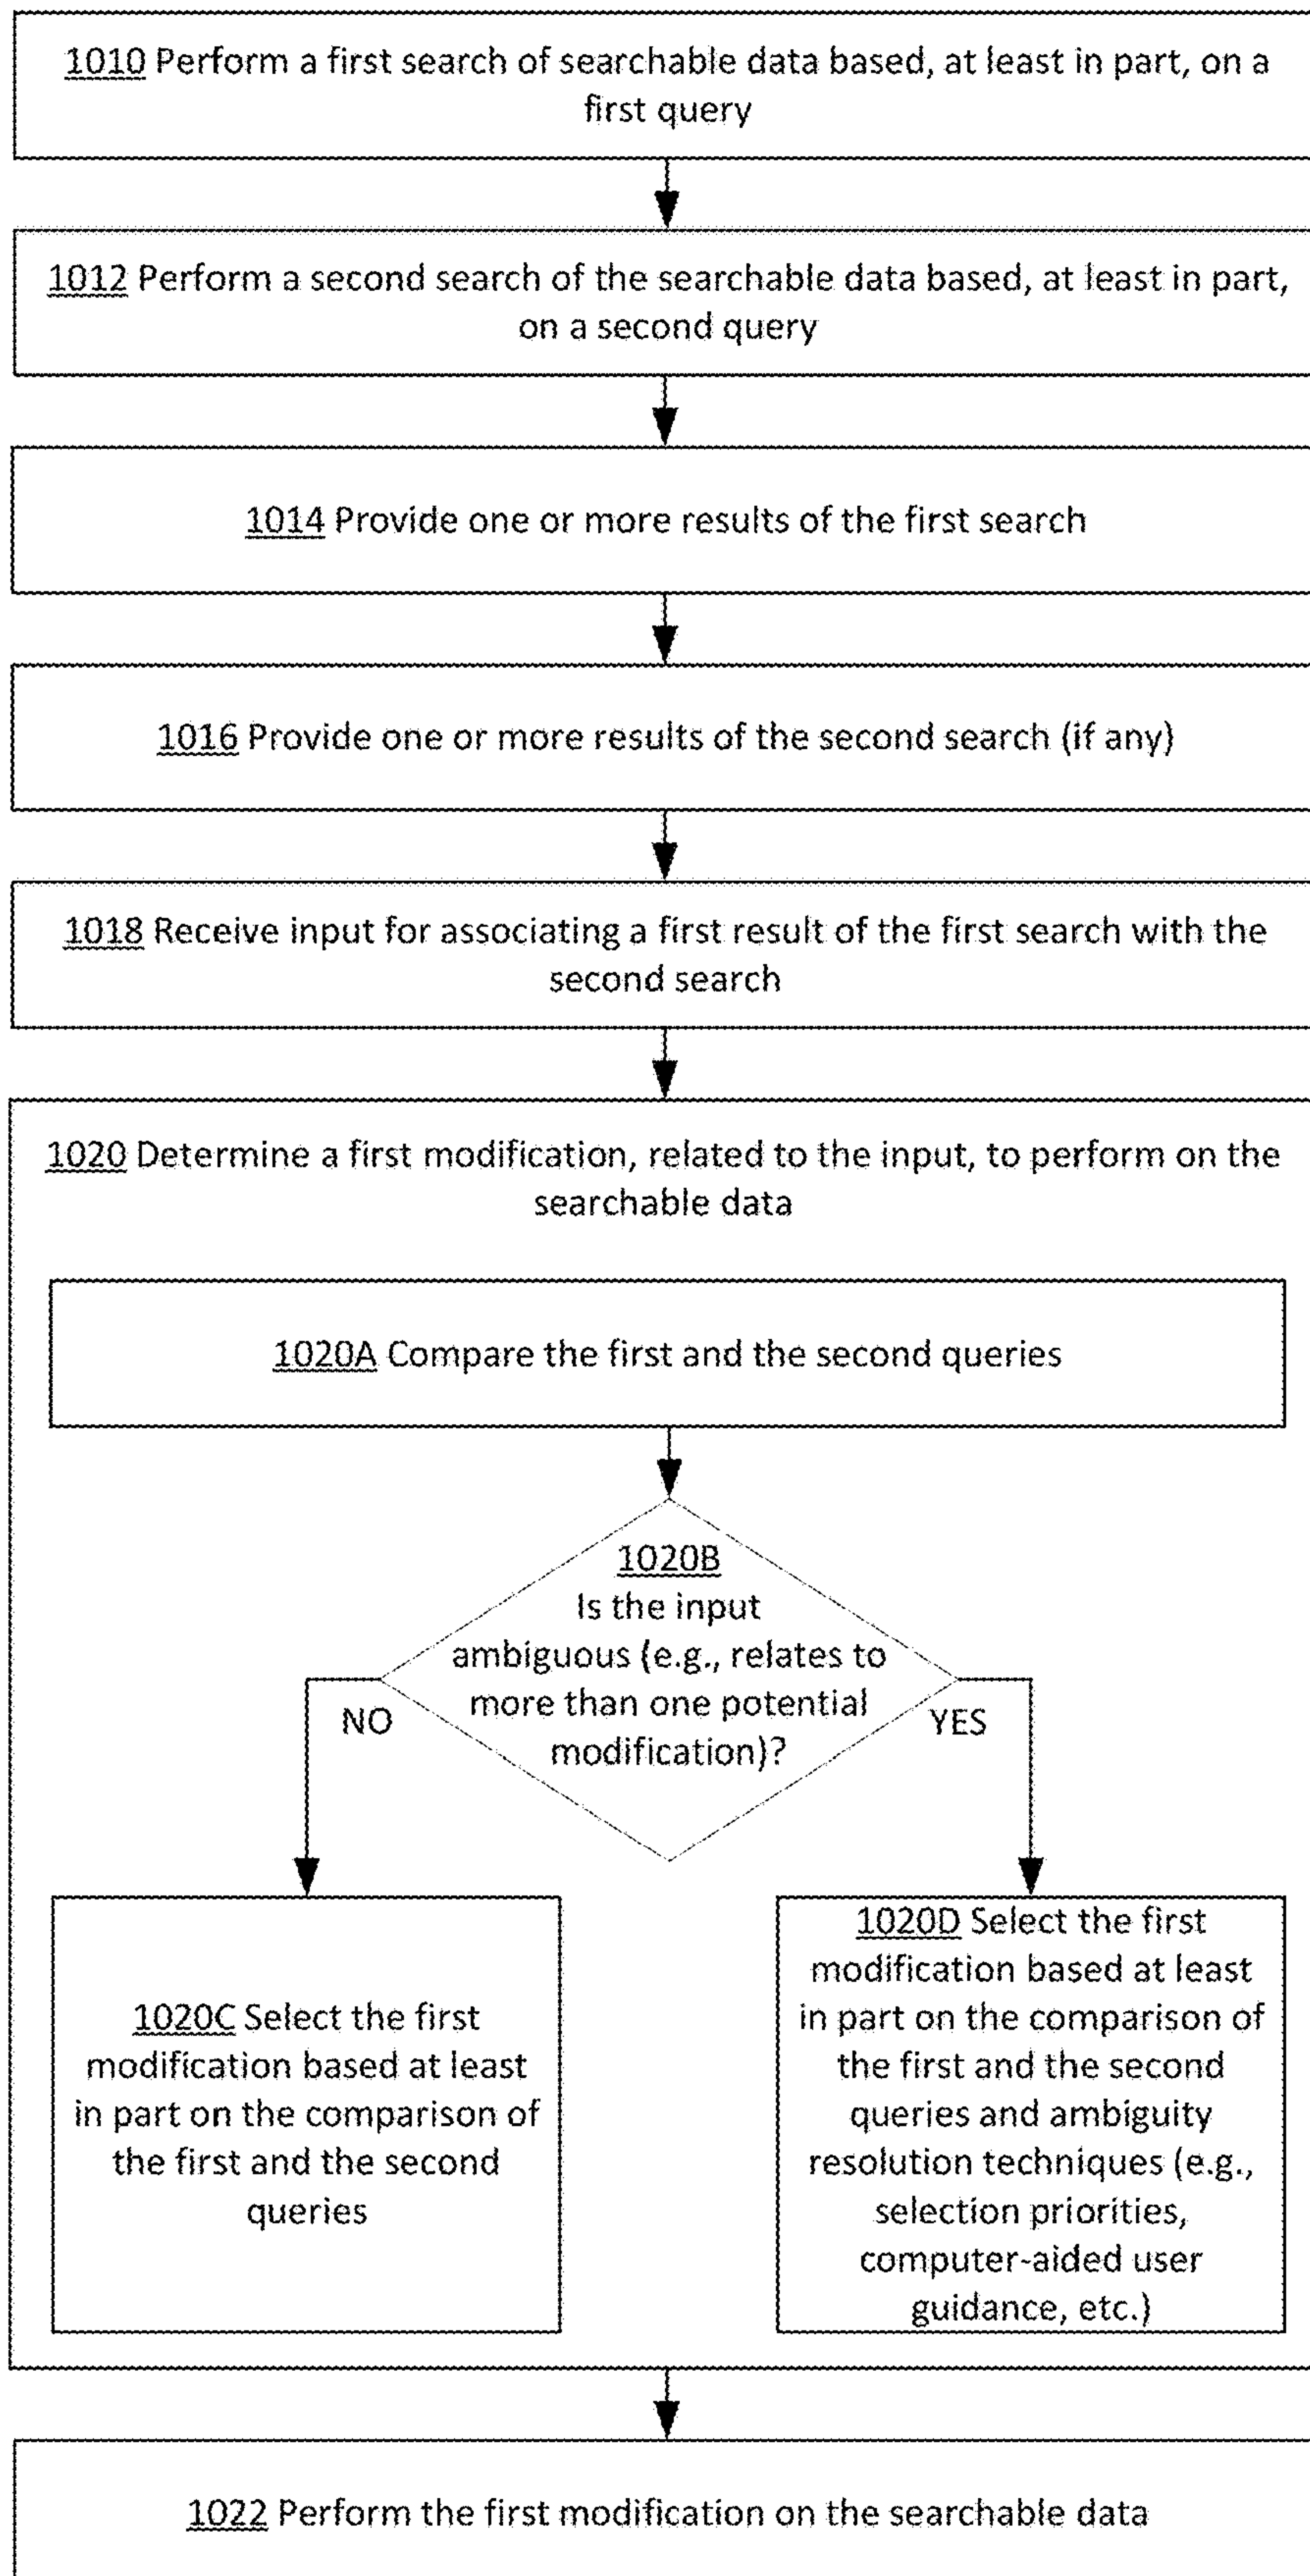 1010 Perform a first search of searchable data based, at least in part, on a
first query
1012 Perform a second search of the searchable data based, at least in part,
on a second query
1014 Provide one or more results of the first search
1016 Provide one or more results of the second search (if any)
1018 Receive input for associating a first result of the first search with the
second search
1020 Determine a first modification, related to the input, to perform on the
searchable data
1020A Compare the first and the second queries
1020B
Is the input
ambiguous (e.g., relates to
more than one potential
modification)?
NO
YES
1020C Select the first
modification based at least
in part on the comparison of
the first and the second
queries
1020D Select the first
modification based at least
in part on the comparison of
the first and the second
queries and ambiguity
resolution techniques (e.g.,
selection priorities,
computer-aided user
guidance, etc.)
1022 Perform the first modification on the searchable data